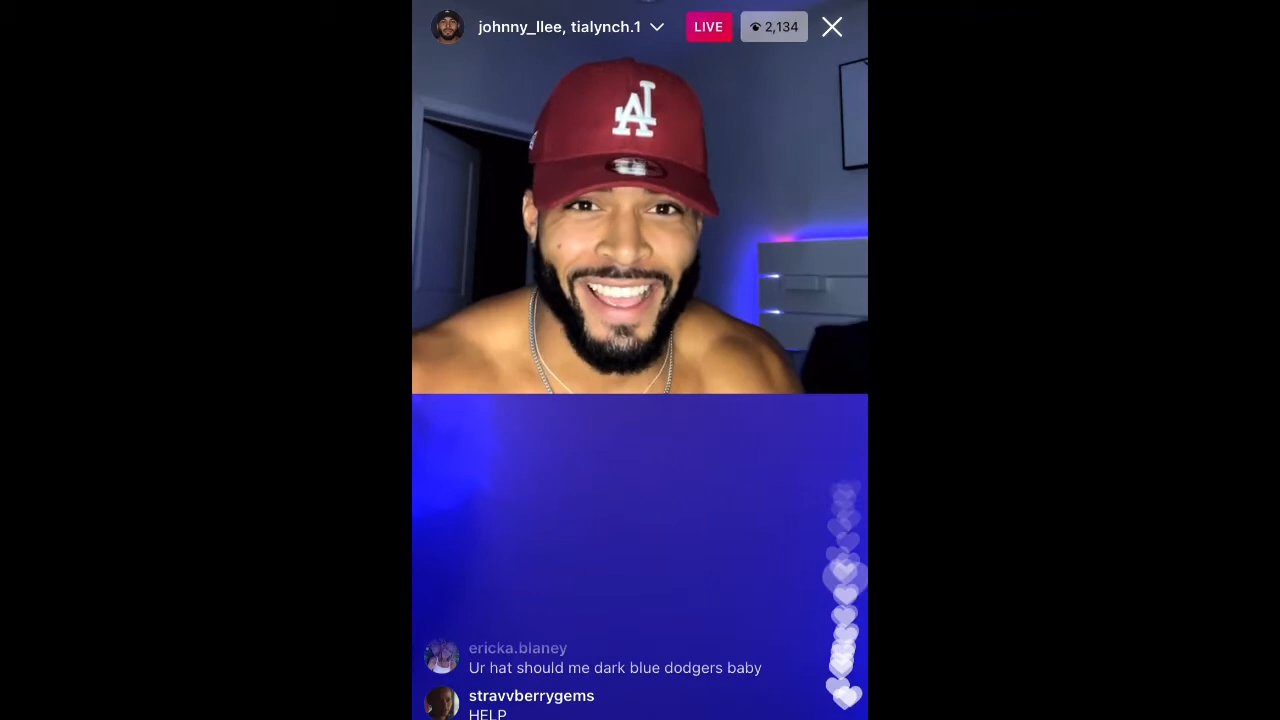 johnny_llee, tialynch.1
LIVE
2,134
LA
ericka.blaney
Ur hat should me dark blue dodgers baby
stravvberrygems
HELP